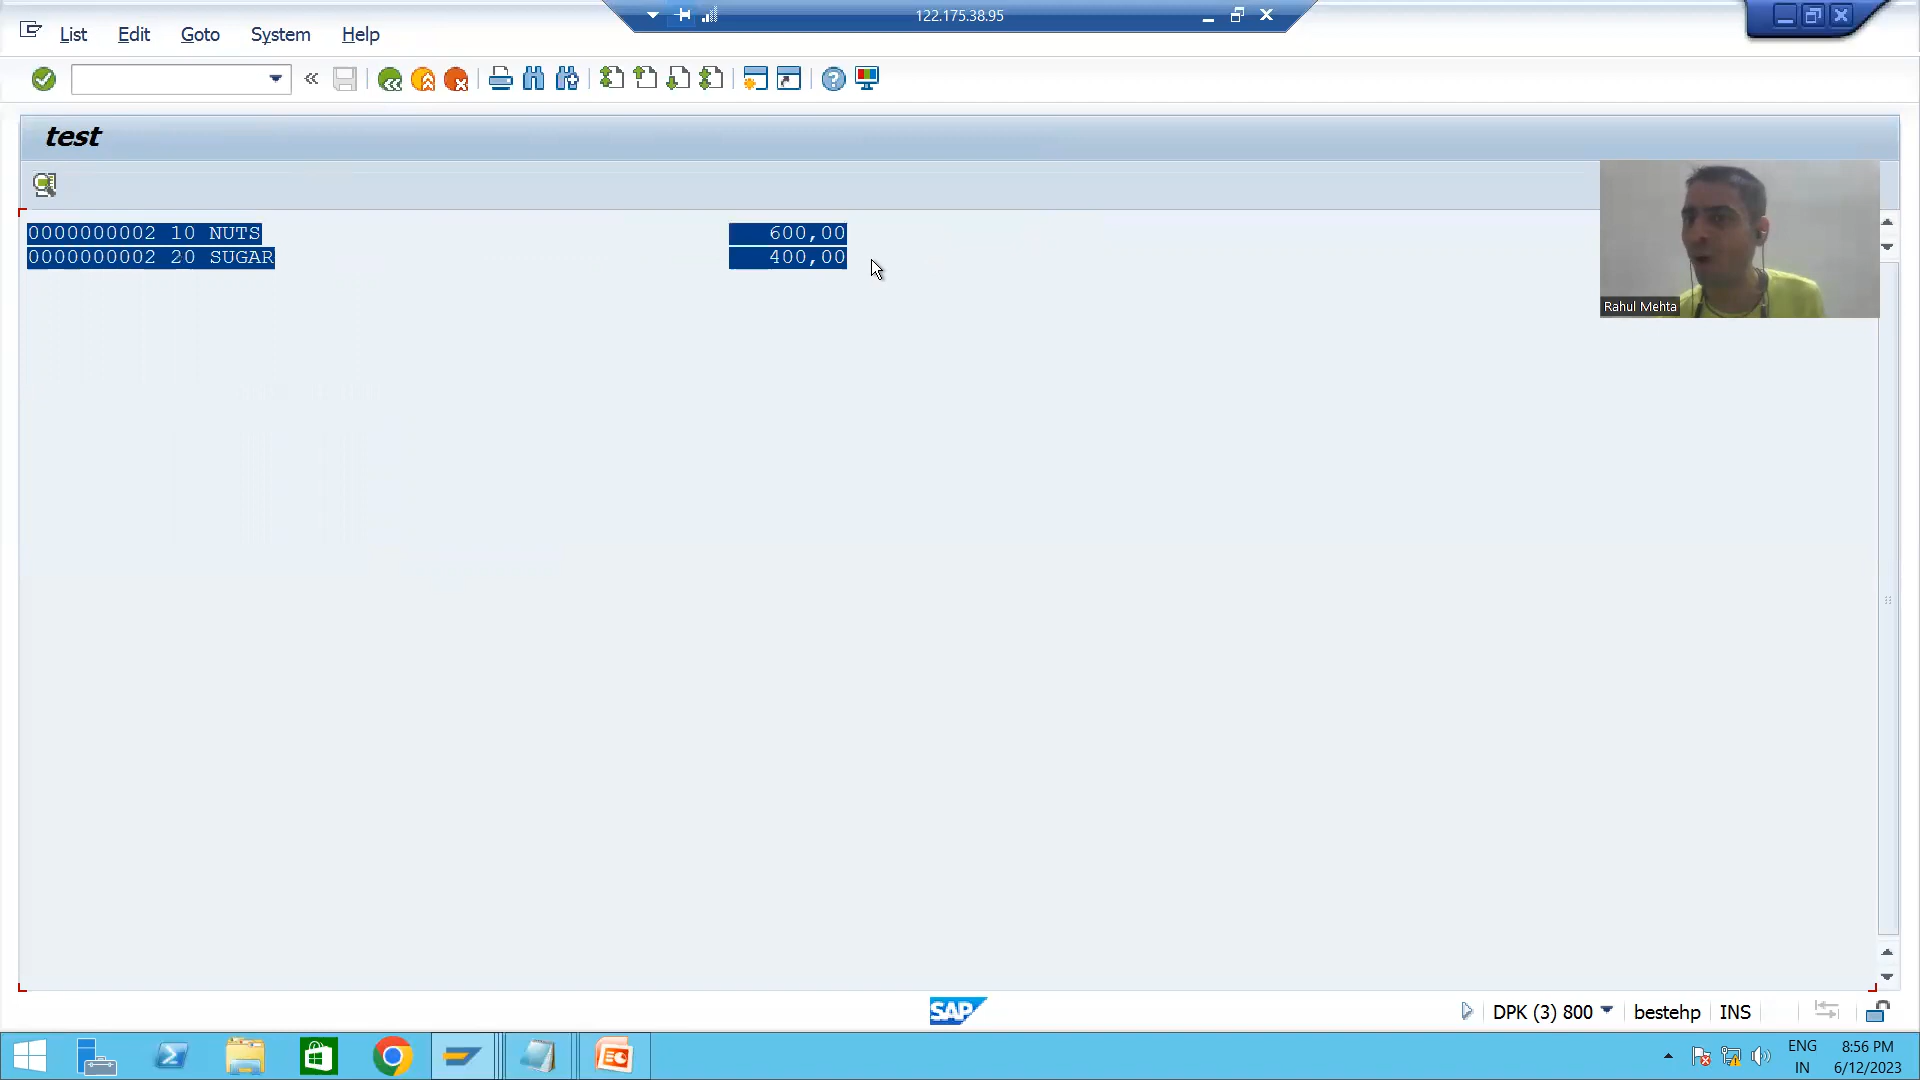 122.175.38.95
List Edit Goto System Help
test
0000000002 10 NUTS 600,00
0000000002 20 SUGAR 400,00
Rahul Mehta
SAP
DPK (3) 800 bestehp INS
ENG 8:56 PM
IN 6/12/2023